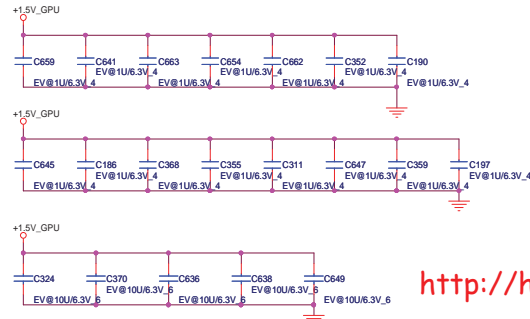 +1.5V_GPU
C659 C641 C663 C654 C662 C352 C190
EV@1U/6.3V_4 EV@1U/6.3V_4 EV@1U/6.3V_4 EV@1U/6.3V_4 EV@1U/6.3V_4 EV@1U/6.3V_4 EV@1U/6.3V_4
+1.5V_GPU
C645 C186 C368 C355 C311 C647 C359 C197
EV@1U/6.3V_4 EV@1U/6.3V_4 EV@1U/6.3V_4 EV@1U/6.3V_4 EV@1U/6.3V_4 EV@1U/6.3V_4 EV@1U/6.3V_4 EV@1U/6.3V_4
+1.5V_GPU
C324 C370 C636 C638 C649
EV@10U/6.3V_6 EV@10U/6.3V_6 EV@10U/6.3V_6 EV@10U/6.3V_6 EV@10U/6.3V_6
http://h